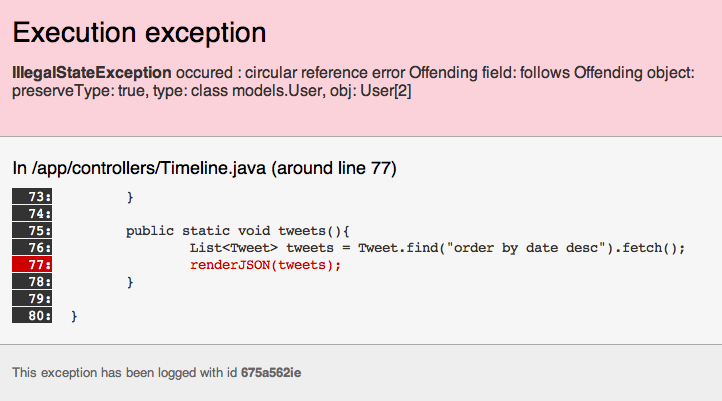 Execution exception
IllegalStateException occured : circular reference error Offending field: follows Offending object:
preserveType: true, type: class models.User, obj: User[2]
In /app/controllers/Timeline.java (around line 77)
73: }
74:
75: public static void tweets(){
76: List<Tweet> tweets = Tweet.find("order by date desc").fetch();
77: renderJSON(tweets);
78: }
79:
80: }
This exception has been logged with id 675a562ie